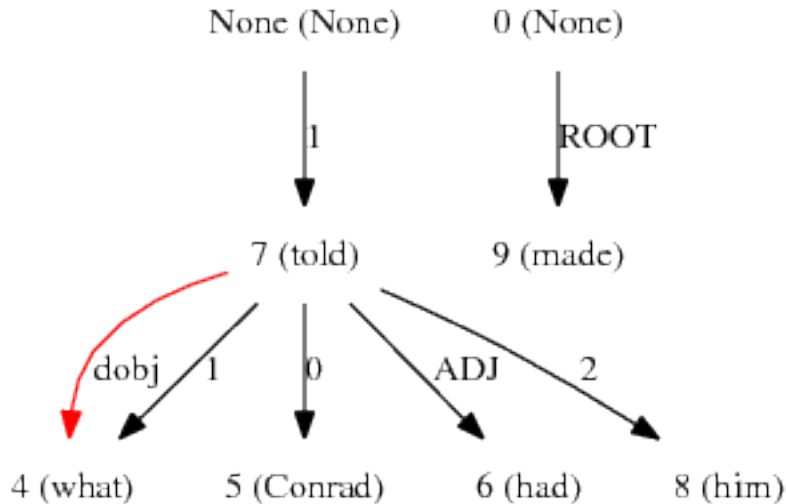 None (None) 0 (None)
1 ROOT
7 (told) 9 (made)
dobj 1 0 ADJ 2
4 (what) 5 (Conrad) 6 (had) 8 (him)